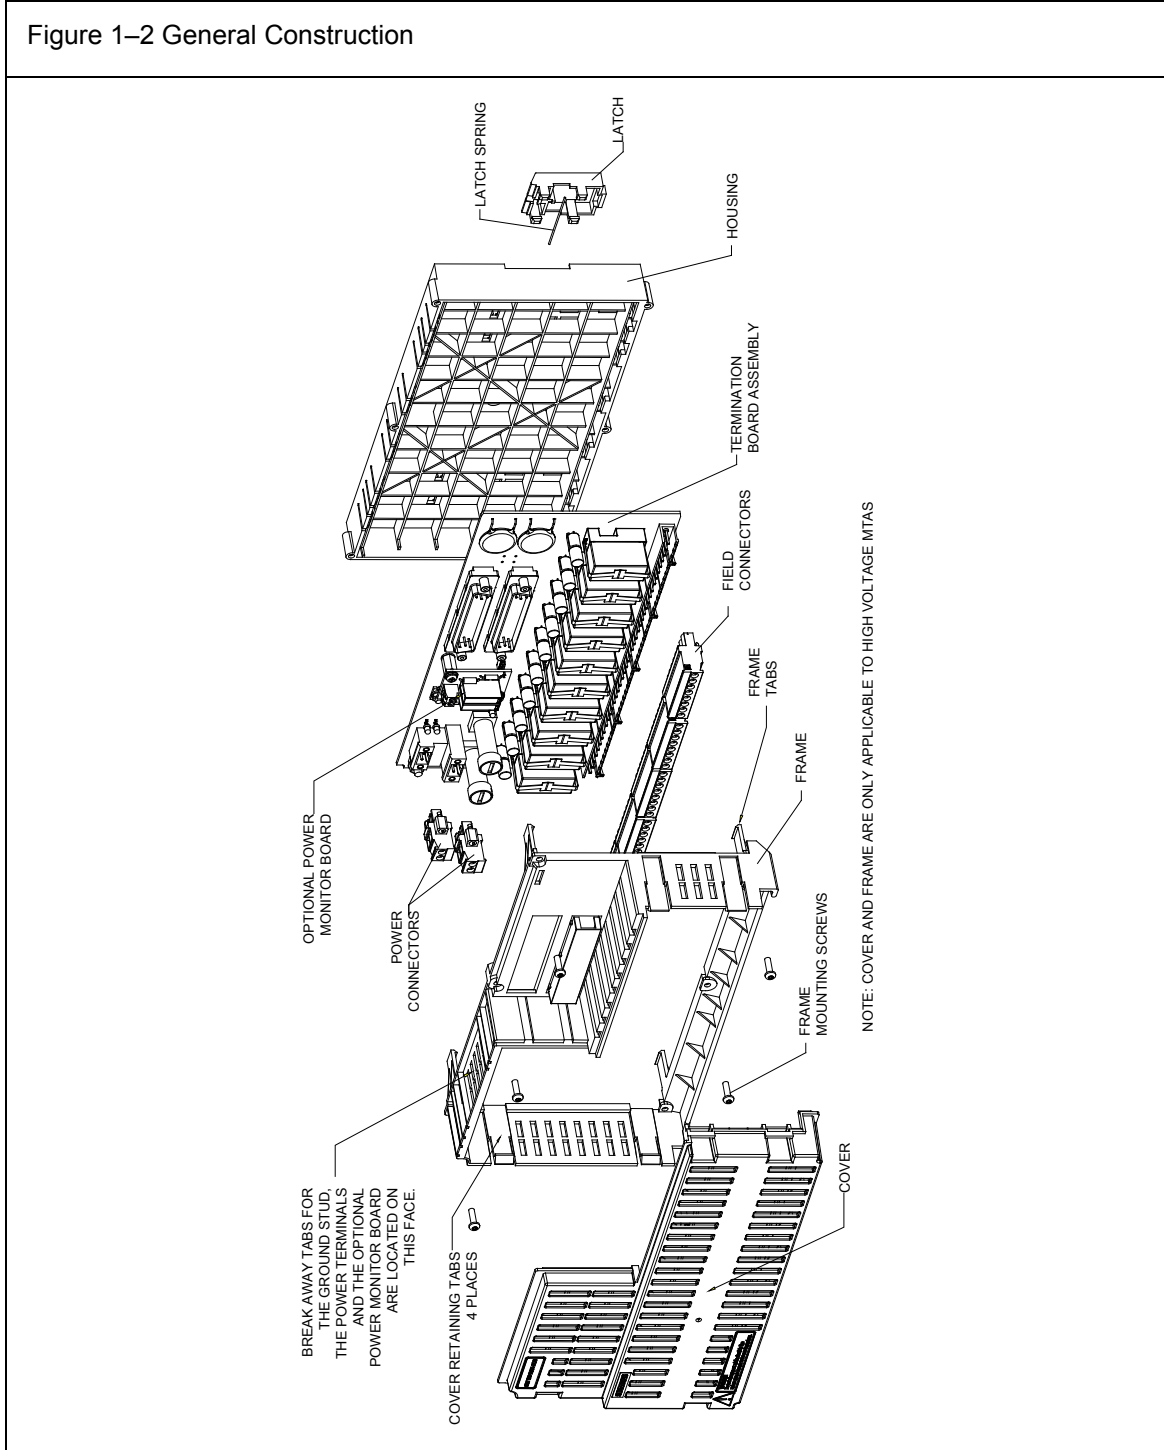 Figure 1–2 General Construction
LATCH SPRING
LATCH
HOUSING
TERMINATION
BOARD ASSEMBLY
FIELD
CONNECTORS
FRAME
TABS
FRAME
OPTIONAL POWER
MONITOR BOARD
POWER
CONNECTORS
FRAME
MOUNTING SCREWS
NOTE: COVER AND FRAME ARE ONLY APPLICABLE TO HIGH VOLTAGE MTAS
BREAK AWAY TABS FOR
THE GROUND STUD,
THE POWER TERMINALS
AND THE OPTIONAL
POWER MONITOR BOARD
ARE LOCATED ON
THIS FACE.
COVER RETAINING TABS
4 PLACES
COVER